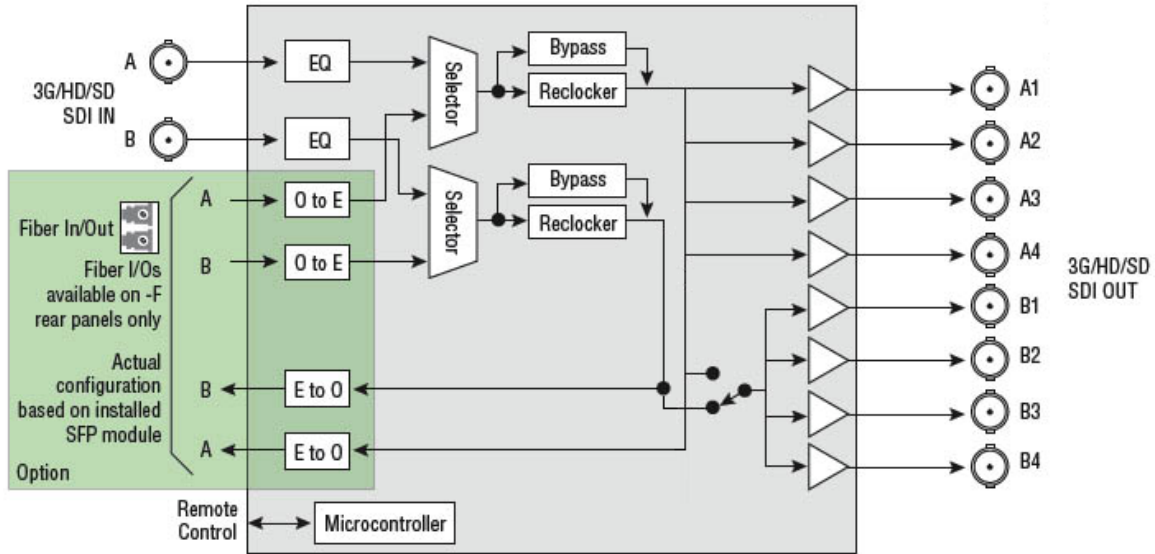 A
3G/HD/SD
SDI IN
B
EQ
EQ
Selector
Selector
Bypass
Reclocker
Bypass
Reclocker
A
O to E
B
O to E
Fiber In/Out
Fiber I/Os
available on -F
rear panels only
Actual
configuration
based on installed
SFP module
Option
B
E to O
A
E to O
Remote
Control
Microcontroller
A1
A2
A3
A4
B1
B2
B3
B4
3G/HD/SD
SDI OUT